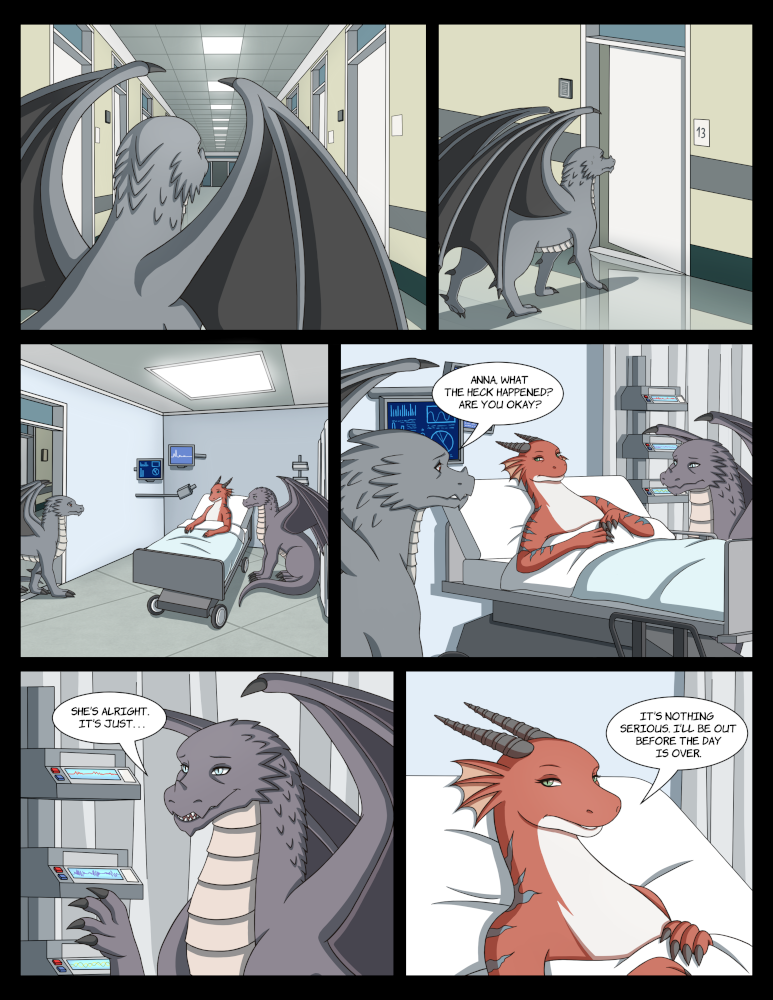 13
ANNA, WHAT
THE HECK HAPPENED?
ARE YOU OKAY?
SHE'S ALRIGHT.
IT'S JUST...
IT'S NOTHING
SERIOUS. I'LL BE OUT
BEFORE THE DAY
IS OVER.